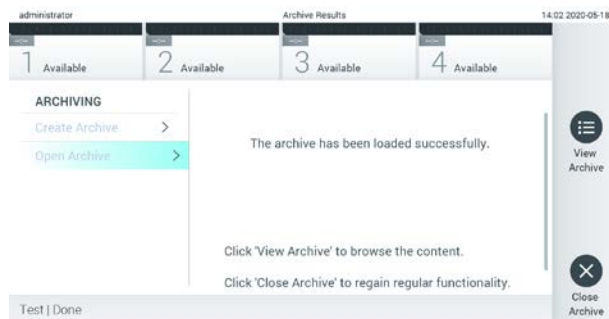 administrator Archive Results 14:02 2020-05-18
1 Available 2 Available 3 Available 4 Available
ARCHIVING
Create Archive
Open Archive
The archive has been loaded successfully.
Click 'View Archive' to browse the content.
Click 'Close Archive' to regain regular functionality.
View
Archive
Close
Archive
Test | Done